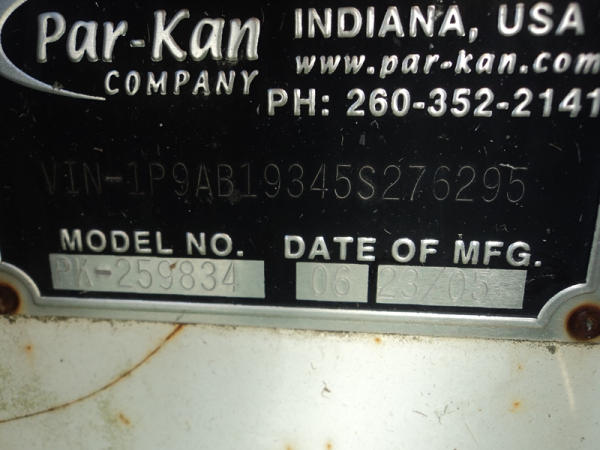 Par-Kan
COMPANY
INDIANA, USA
www.par-kan.com
PH: 260-352-2141
VIN-1P9AB19345S276295
MODEL NO. DATE OF MFG.
PK-259834 06 23/05